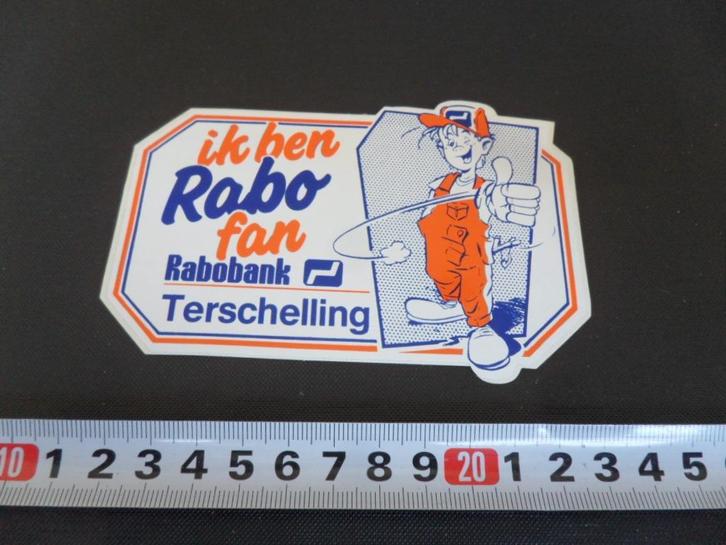 ik ben
Rabo
fan
Rabobank
Terschelling
10 1 2 3 4 5 6 7 8 9 20 1 2 3 4 5